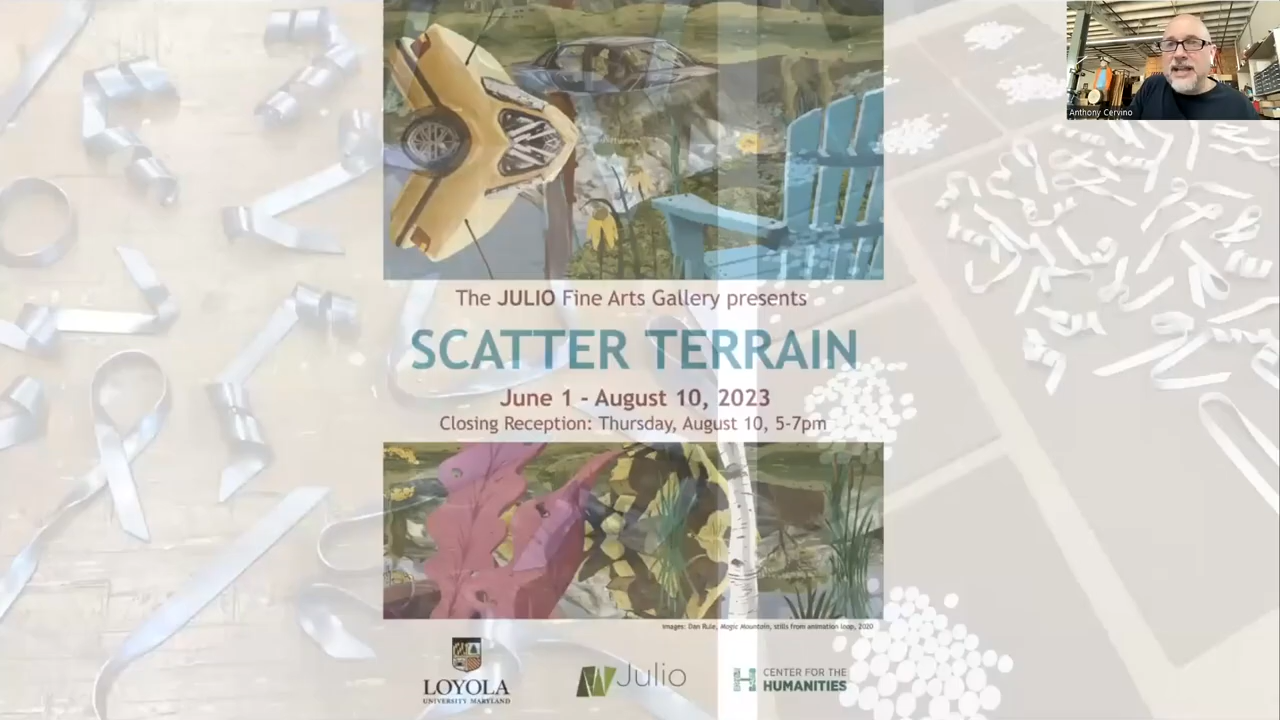 Anthony Cervino
The JULIO Fine Arts Gallery presents
SCATTER TERRAIN
June 1 - August 10, 2023
Closing Reception: Thursday, August 10, 5-7pm
Images: Dan Rule, Magic Mountain, stills from animation loop, 2020
LOYOLA
UNIVERSITY MARYLAND
Julio
CENTER FOR THE
HUMANITIES